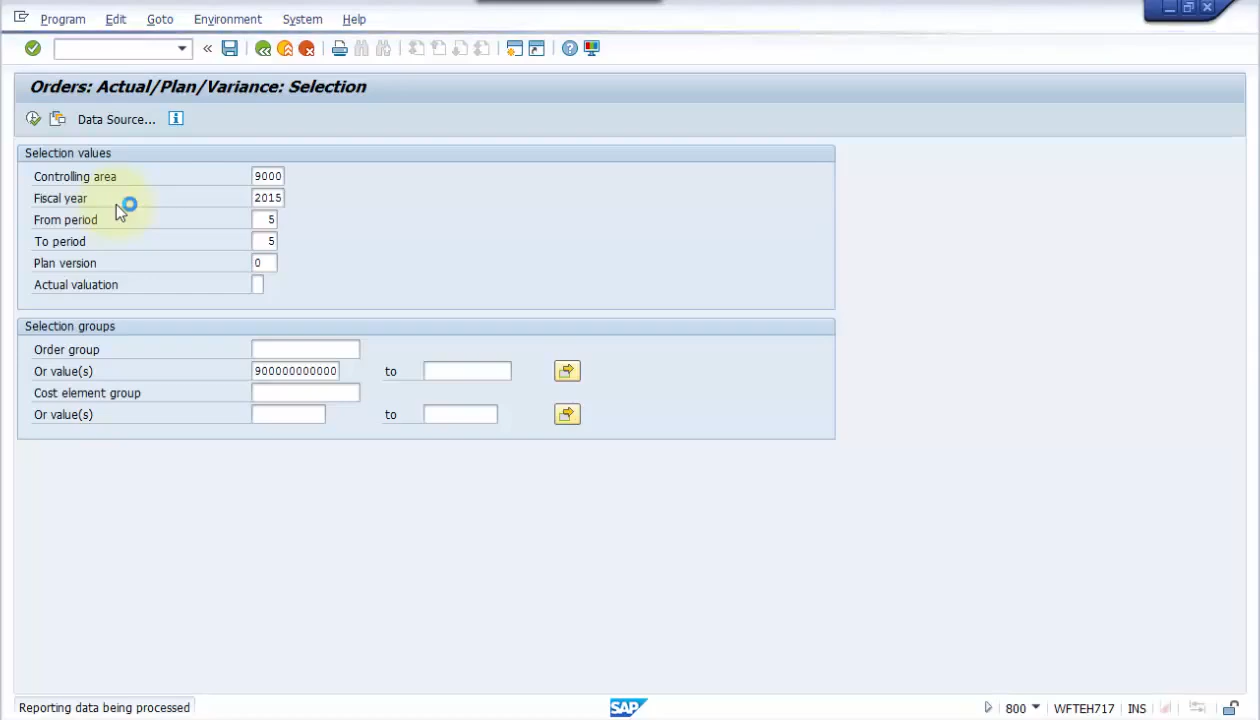 Program Edit Goto Environment System Help
Orders: Actual/Plan/Variance: Selection
Data Source...
Selection values
Controlling area 9000
Fiscal year 2015
From period 5
To period 5
Plan version 0
Actual valuation
Selection groups
Order group
Or value(s) 900000000000 to
Cost element group
Or value(s) to
Reporting data being processed SAP 800 WFTEH717 INS